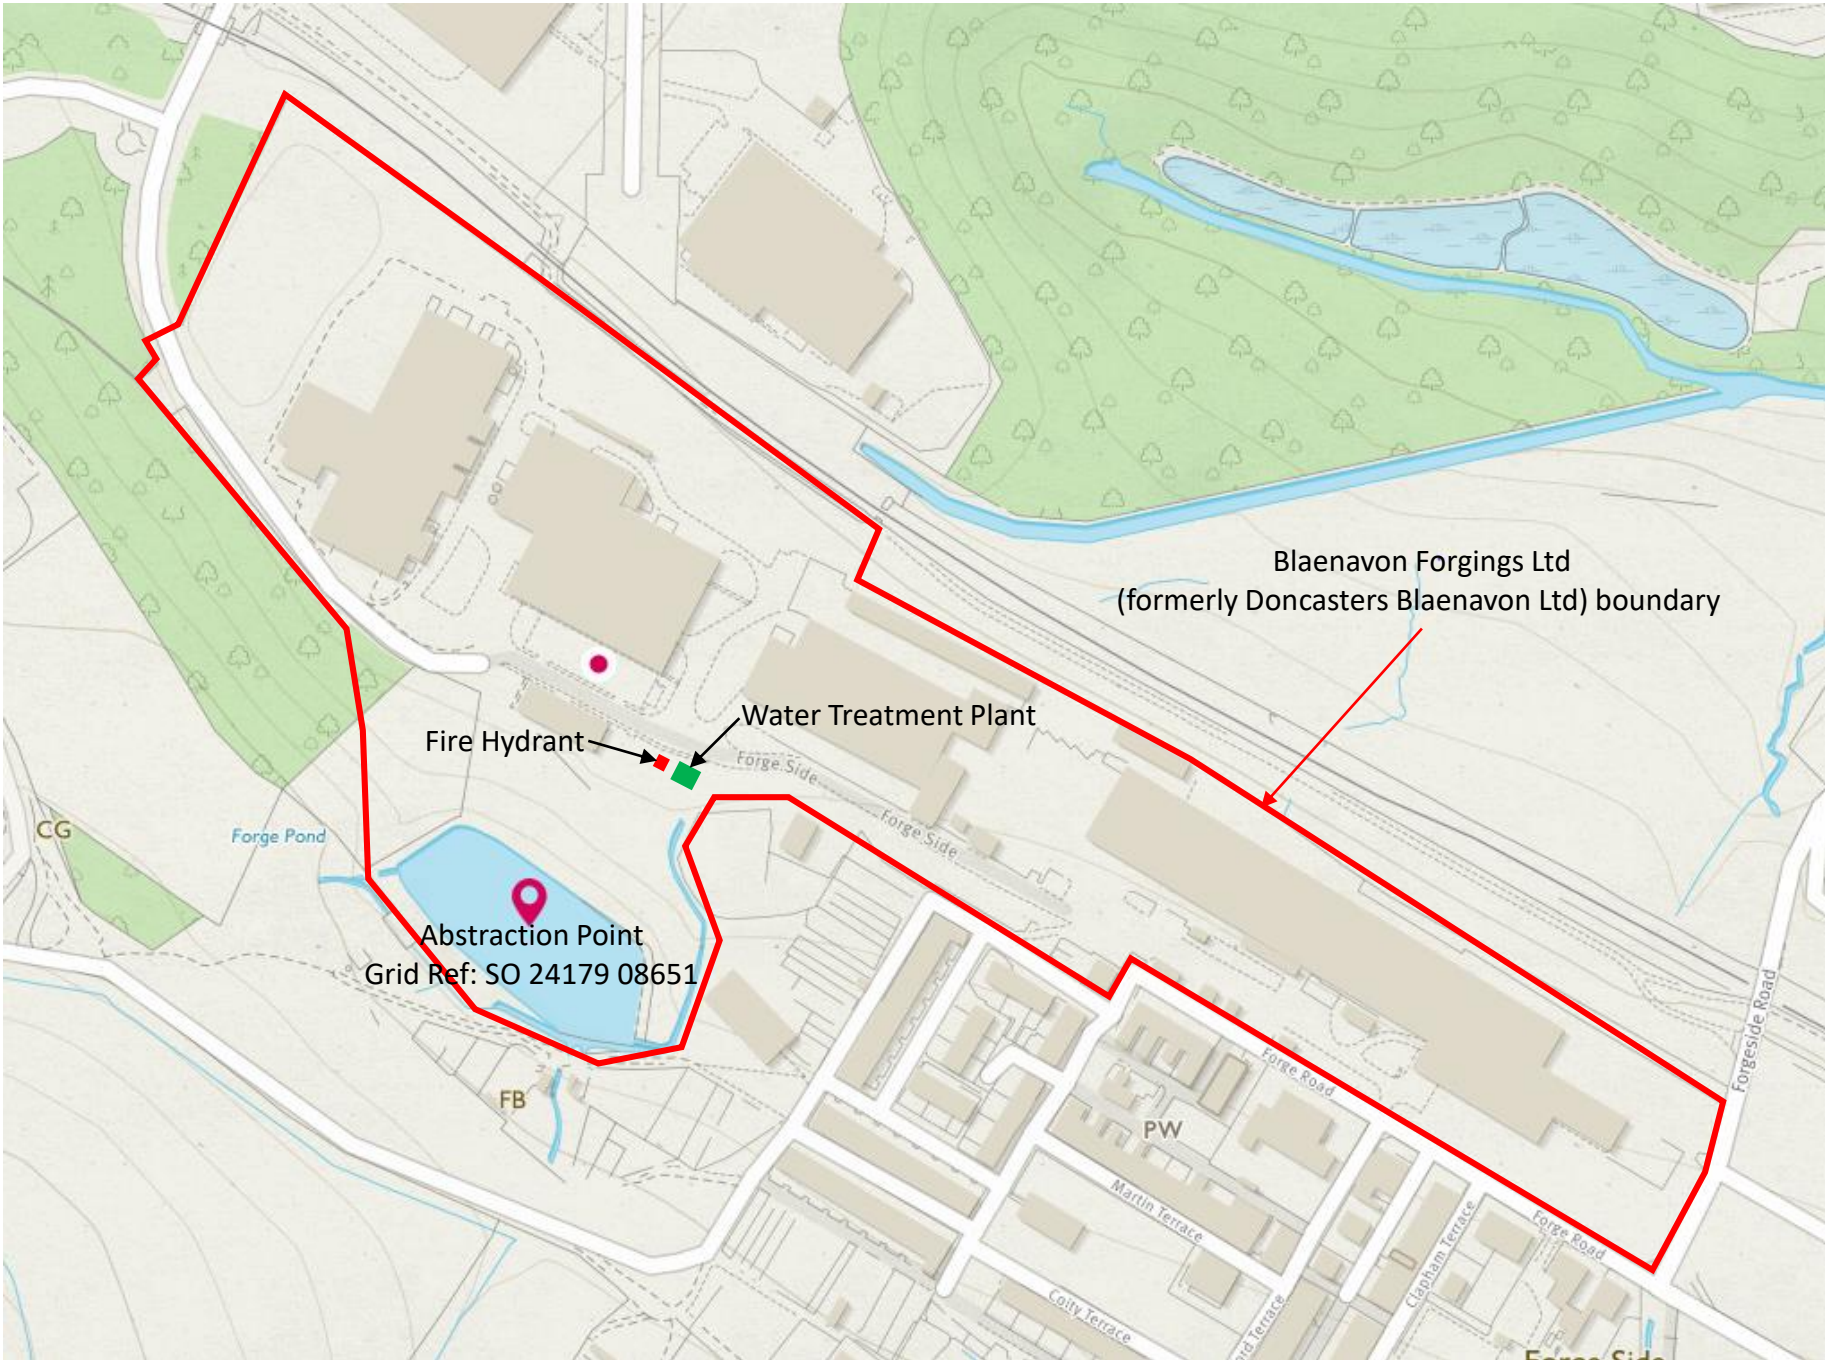 Blaenavon Forgings Ltd
(formerly Doncasters Blaenavon Ltd) boundary
Water Treatment Plant
Fire Hydrant
Forge Side
Forge Side
CG
Forge Pond
Abstraction Point
Grid Ref: SO 24179 08651
Forgeside Road
FB
PW
Forge Road
Martin Terrace
Forge Road
Clapham Terrace
Coity Terrace
Terrace
Forge Side